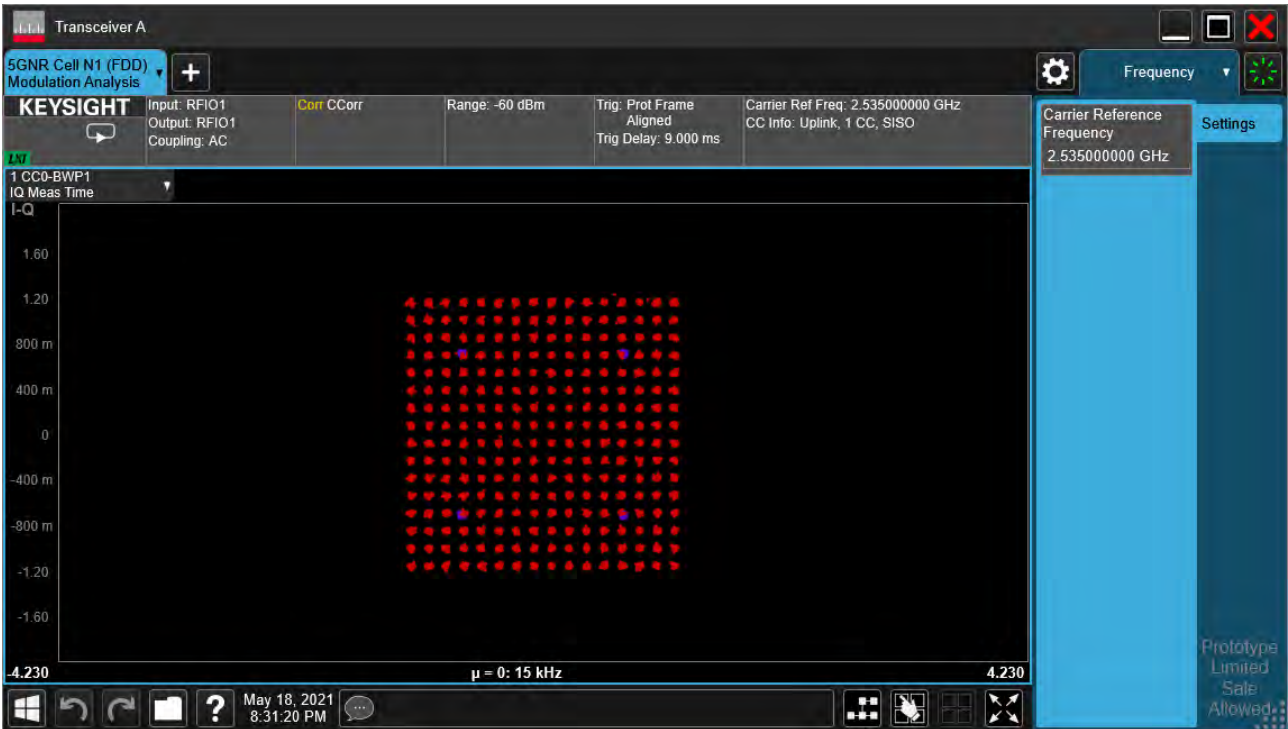 Transceiver A
5GNR Cell N1 (FDD)
Modulation Analysis
Frequency
KEYSIGHT
LXI
Input: RFIO1
Output: RFIO1
Coupling: AC
Corr CCorr
Range: -60 dBm
Trig: Prot Frame
Aligned
Trig Delay: 9.000 ms
Carrier Ref Freq: 2.535000000 GHz
CC Info: Uplink, 1 CC, SISO
Carrier Reference
Frequency
2.535000000 GHz
Settings
1 CC0-BWP1
IQ Meas Time
I-Q
1.60
1.20
800 m
400 m
0
-400 m
-800 m
-1.20
-1.60
-4.230
µ = 0: 15 kHz
4.230
May 18, 2021
8:31:20 PM
Prototype
Limited
Sale
Allowed